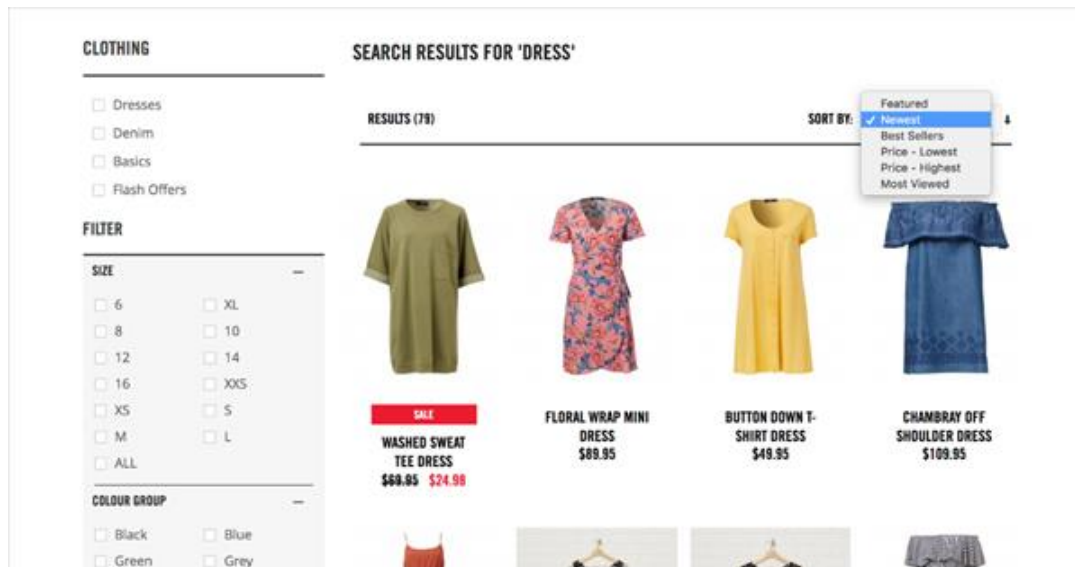 CLOTHING
Dresses
Denim
Basics
Flash Offers
FILTER
SIZE
6 XL
8 10
12 14
16 XXS
XS S
M L
ALL
COLOUR GROUP
Black Blue
Green Grey
SEARCH RESULTS FOR 'DRESS'
RESULTS (79)
SORT BY:
Featured
Newest
Best Sellers
Price - Lowest
Price - Highest
Most Viewed
SALE
WASHED SWEAT
TEE DRESS
$69.95 $24.98
FLORAL WRAP MINI
DRESS
$89.95
BUTTON DOWN T-
SHIRT DRESS
$49.95
CHAMBRAY OFF
SHOULDER DRESS
$109.95